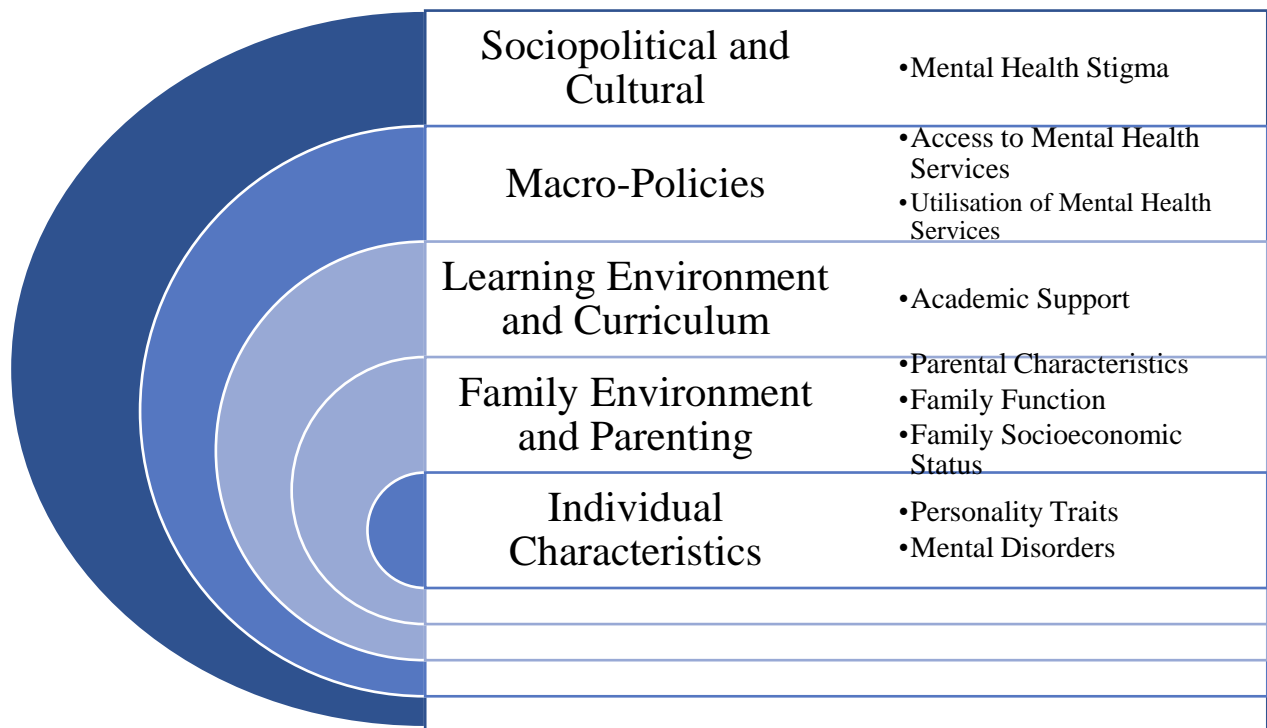 Sociopolitical and
Cultural
•Mental Health Stigma
Macro-Policies
•Access to Mental Health
Services
•Utilisation of Mental Health
Services
Learning Environment
and Curriculum
•Academic Support
Family Environment
and Parenting
•Parental Characteristics
•Family Function
•Family Socioeconomic
Status
Individual
Characteristics
•Personality Traits
•Mental Disorders